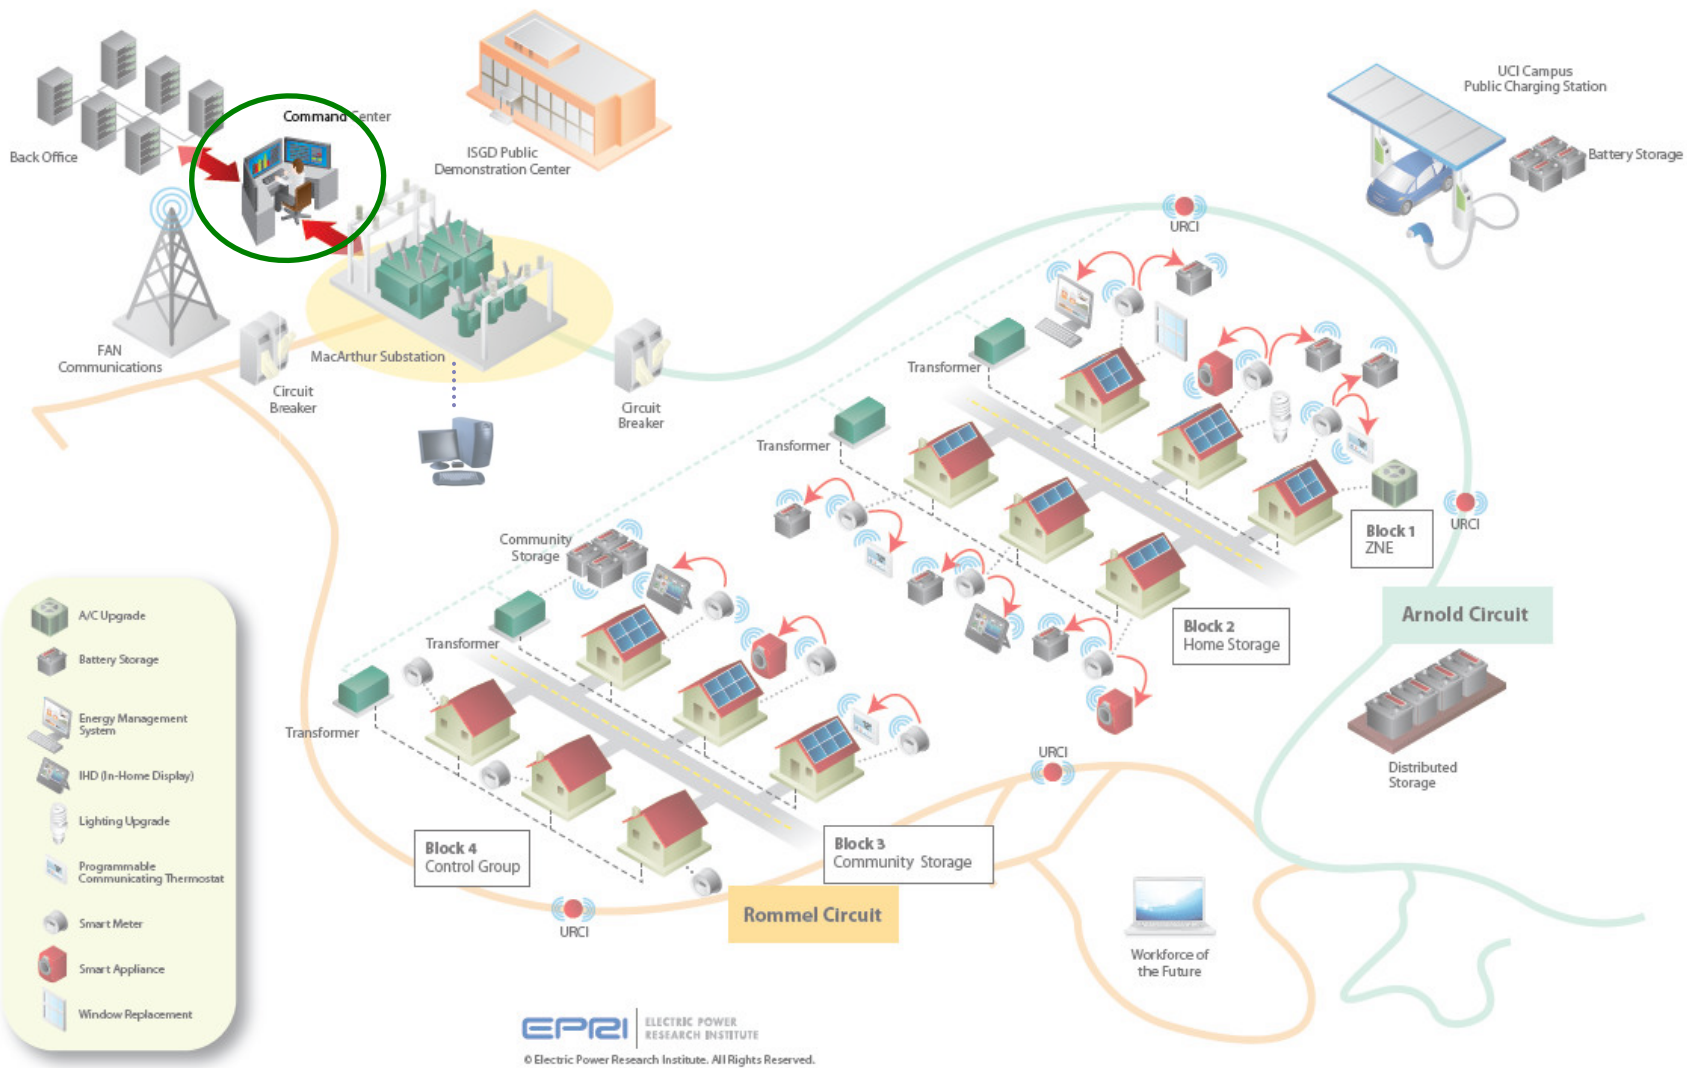 Command Center
Back Office
ISGD Public
Demonstration Center
UCI Campus
Public Charging Station
Battery Storage
URCI
FAN
Communications
MacArthur Substation
Circuit
Breaker
Circuit
Breaker
Transformer
Transformer
Block 1
ZNE
URCI
Community
Storage
Arnold Circuit
Block 2
Home Storage
Transformer
Transformer
URCI
Distributed
Storage
Block 3
Community Storage
Block 4
Control Group
Rommel Circuit
URCI
Workforce of
the Future
A/C Upgrade
Battery Storage
Energy Management
System
IHD (In-Home Display)
Lighting Upgrade
Programmable
Communicating Thermostat
Smart Meter
Smart Appliance
Window Replacement
EPRI
ELECTRIC POWER
RESEARCH INSTITUTE
© Electric Power Research Institute. All Rights Reserved.